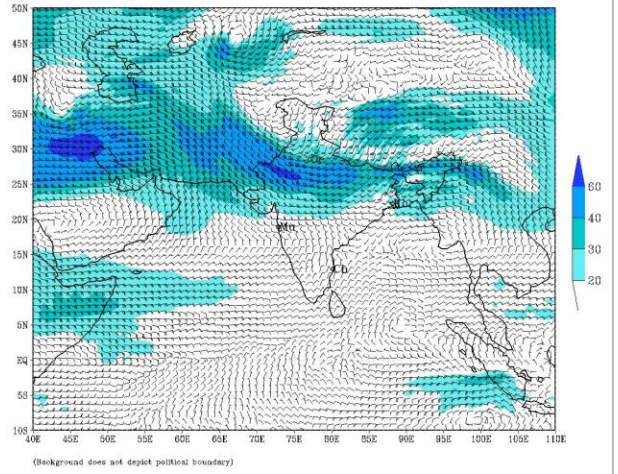 50N
45N
40N
35N
30N
25N
20N
15N
10N
5N
EQ
5S
10S
40E 45E 50E 55E 60E 65E 70E 75E 80E 85E 90E 95E 100E 105E 110E
60
40
30
20
Mu
Ch
(Background does not depict political boundary)